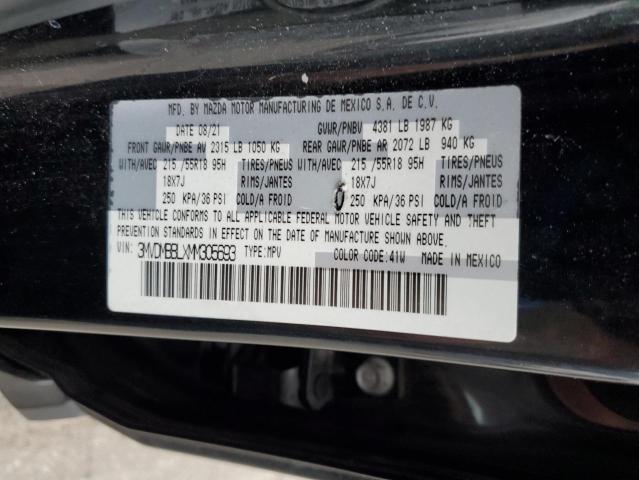 MFD. BY MAZDA MOTOR MANUFACTURING DE MEXICO S.A. DE C.V.
DATE 08/21 GVWR/PNBV 4381 LB 1987 KG
FRONT GAWR/PNBE AV 2315 LB 1050 KG REAR GAWR/PNBE AR 2072 LB 940 KG
WITH/AVEC 215 /55R18 95H TIRES/PNEUS WITH/AVEC 215 /55R18 95H TIRES/PNEUS
18X7J RIMS/JANTES 18X7J RIMS/JANTES
250 KPA/36 PSI COLD/A FROID 250 KPA/36 PSI COLD/A FROID
THIS VEHICLE CONFORMS TO ALL APPLICABLE FEDERAL MOTOR VEHICLE SAFETY AND THEFT
PREVENTION STANDARDS IN EFFECT ON THE DATE OF MANUFACTURE SHOWN ABOVE.
VIN: 3MVDMBBLXMM305693 TYPE:MPV COLOR CODE:41W MADE IN MEXICO